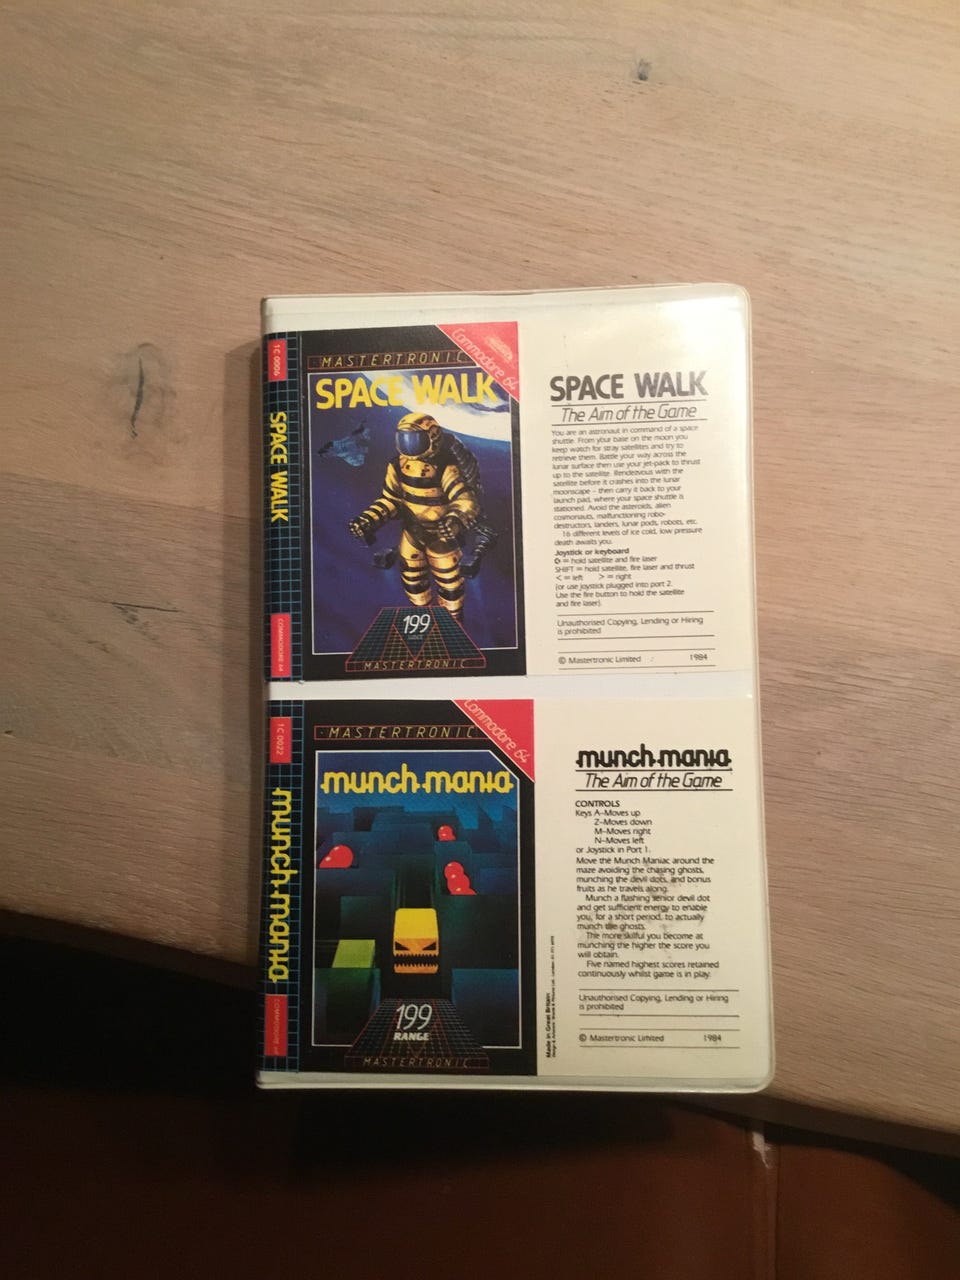 1C 0006
SPACE WALK
COMMODORE 64
MASTERTRONIC
Commodore 64
SPACE WALK
199
RANGE
MASTERTRONIC
SPACE WALK
The Aim of the Game
You are an astronaut in command of a space
shuttle. From your base on the moon you
keep watch for stray satellites and try to
retrieve them. Battle your way across the
lunar surface then use your jet-pack to thrust
up to the satellite. Rendezvous with the
satellite before it crashes into the lunar
moonscape – then carry it back to your
launch pad, where your space shuttle is
stationed. Avoid the asteroids, alien
cosmonauts, malfunctioning robo-
destructors, landers, lunar pods, robots, etc.
16 different levels of ice cold, low pressure
death awaits you.
Joystick or keyboard
= hold satellite and fire laser
SHIFT = hold satellite, fire laser and thrust
< = left > = right
(or use joystick plugged into port 2.
Use the fire button to hold the satellite
and fire laser).
Unauthorised Copying, Lending or Hiring
is prohibited
© Mastertronic Limited 1984
1C 0022
munch·mania
COMMODORE 64
MASTERTRONIC
Commodore 64
munch·mania
199
RANGE
MASTERTRONIC
munch·mania
The Aim of the Game
CONTROLS
Keys A–Moves up
Z–Moves down
M–Moves right
N–Moves left
or Joystick in Port 1.
Move the Munch Maniac around the
maze avoiding the chasing ghosts,
munching the devil dots, and bonus
fruits as he travels along.
Munch a flashing senior devil dot
and get sufficient energy to enable
you, for a short period, to actually
munch the ghosts.
The more skilful you become at
munching the higher the score you
will obtain.
Five named highest scores retained
continuously whilst game is in play.
Unauthorised Copying, Lending or Hiring
is prohibited
© Mastertronic Limited 1984
Made in Great Britain